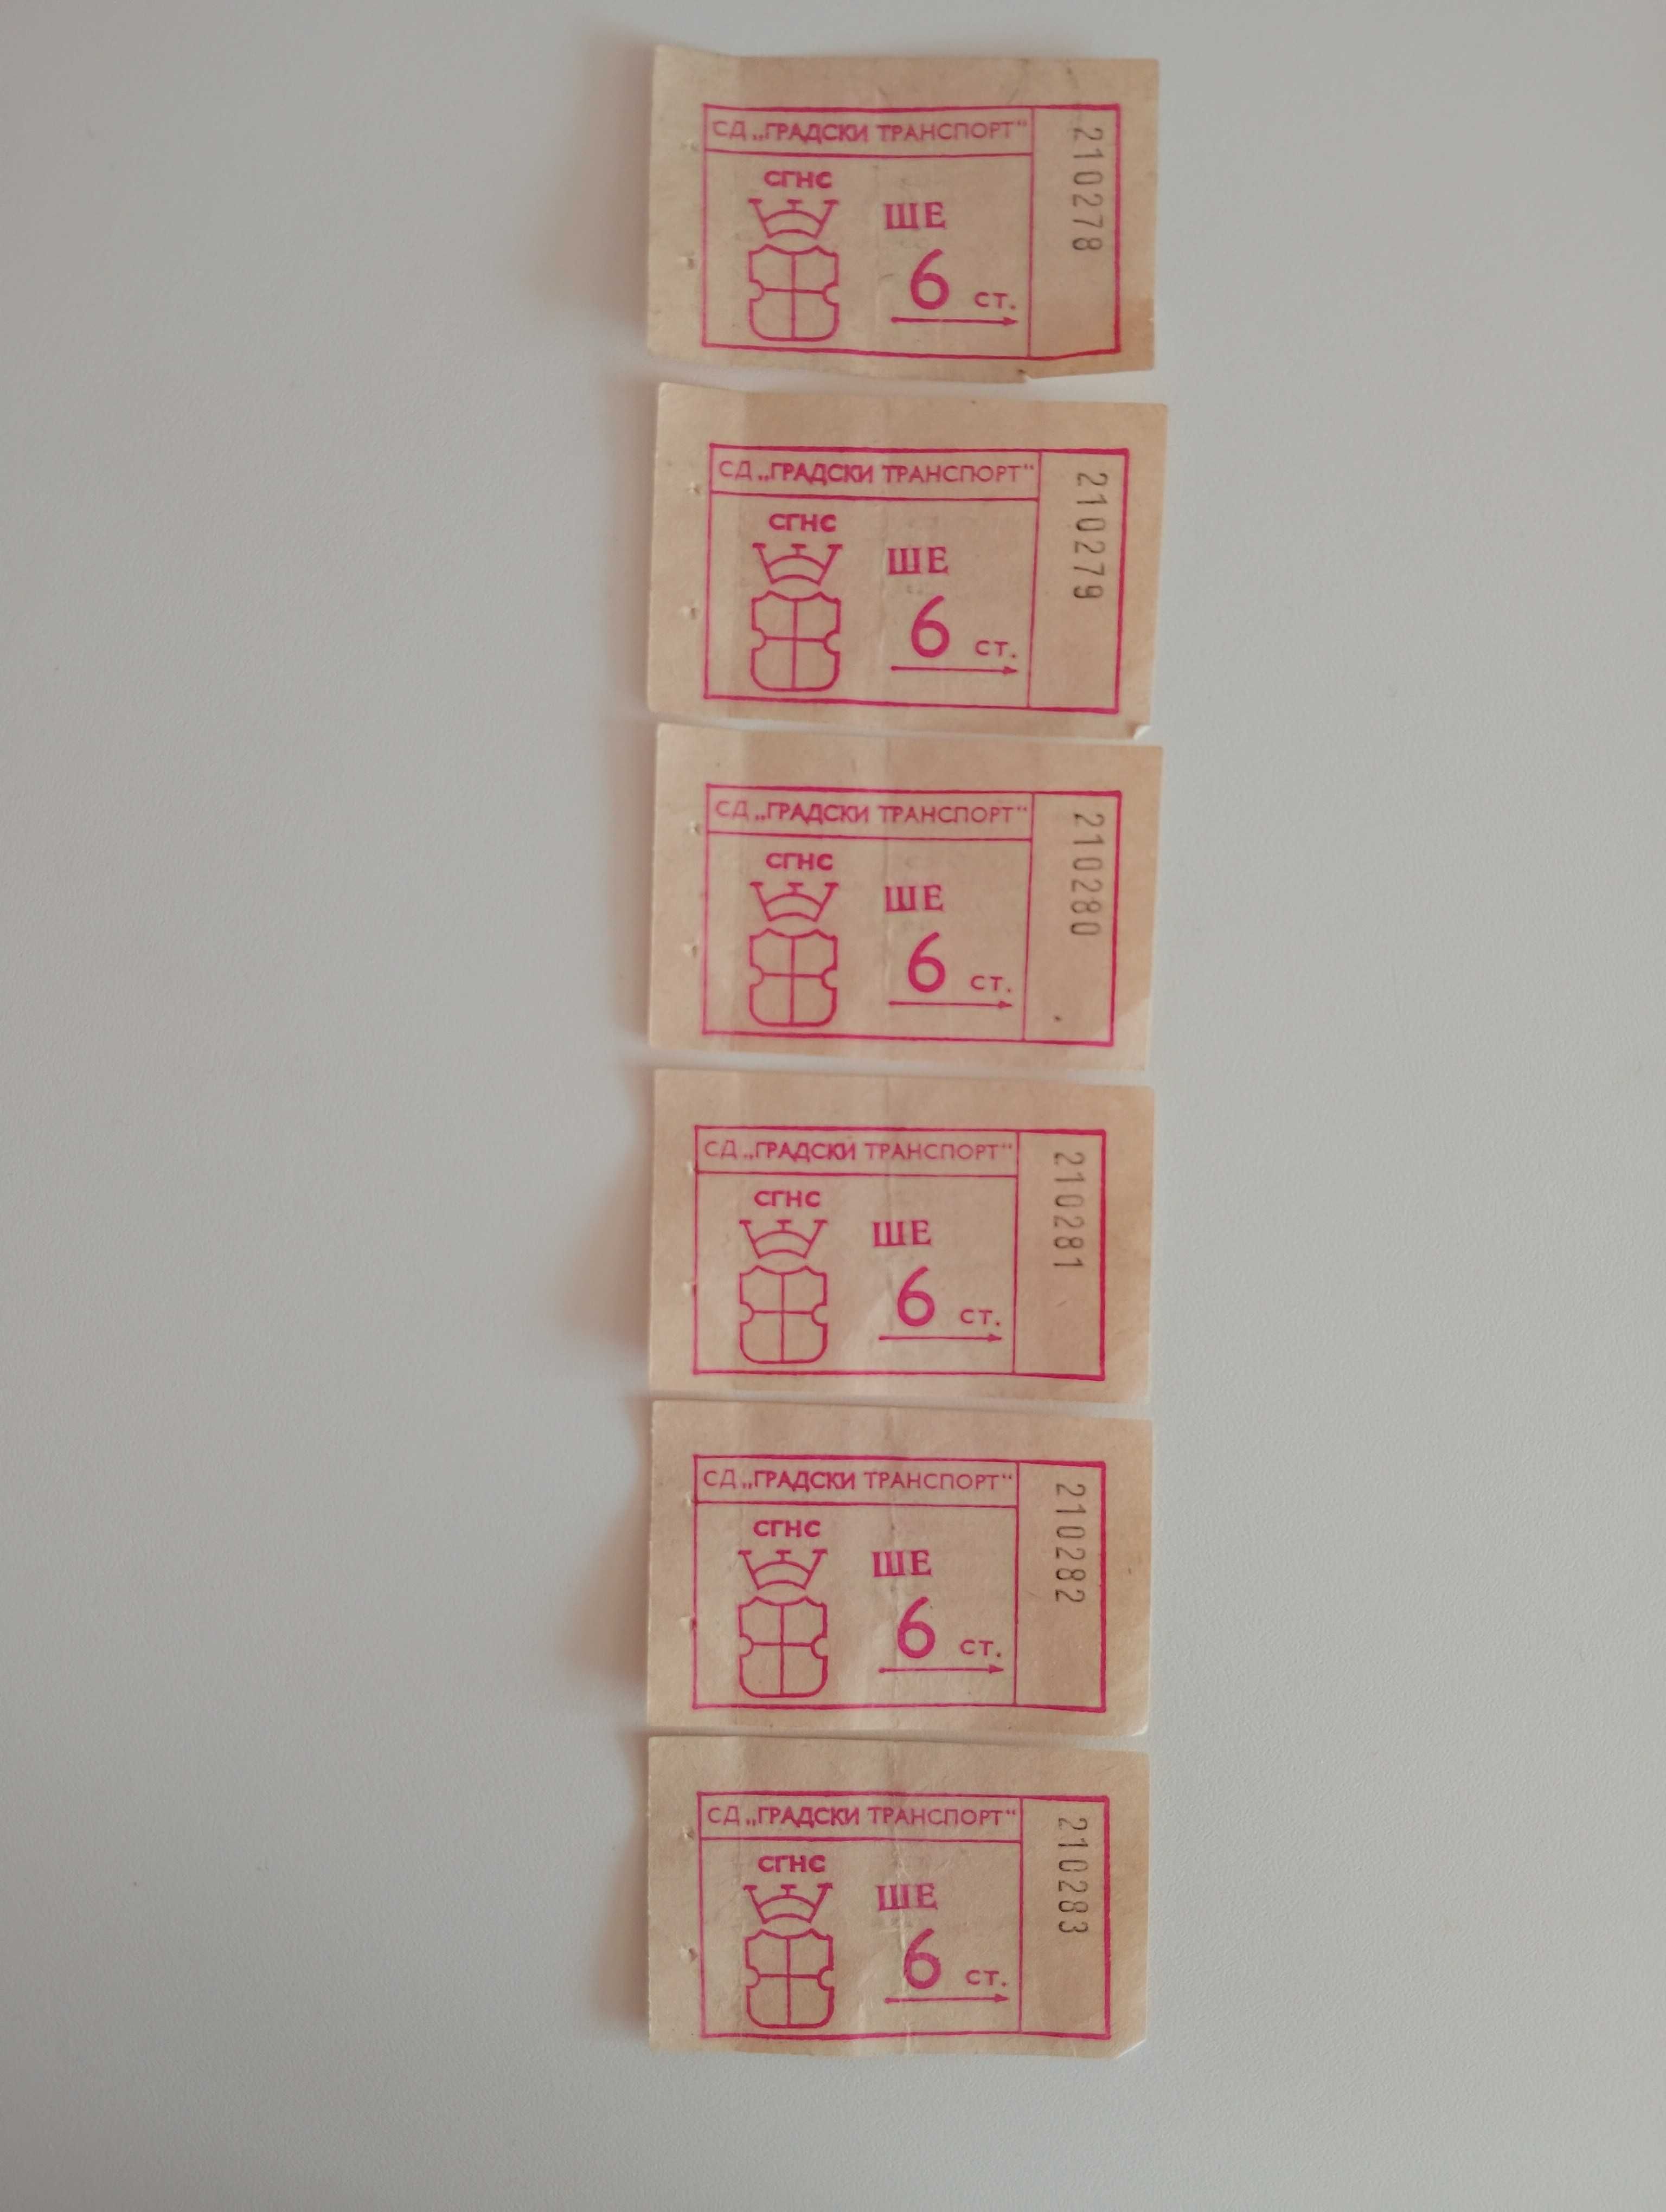 СД „ГРАДСКИ ТРАНСПОРТ“
СГНС
ШЕ
6 ст.
210278
СД „ГРАДСКИ ТРАНСПОРТ“
СГНС
ШЕ
6 ст.
210279
СД „ГРАДСКИ ТРАНСПОРТ“
СГНС
ШЕ
6 ст.
210280
СД „ГРАДСКИ ТРАНСПОРТ“
СГНС
ШЕ
6 ст.
210281
СД „ГРАДСКИ ТРАНСПОРТ“
СГНС
ШЕ
6 ст.
210282
СД „ГРАДСКИ ТРАНСПОРТ“
СГНС
ШЕ
6 ст.
210283